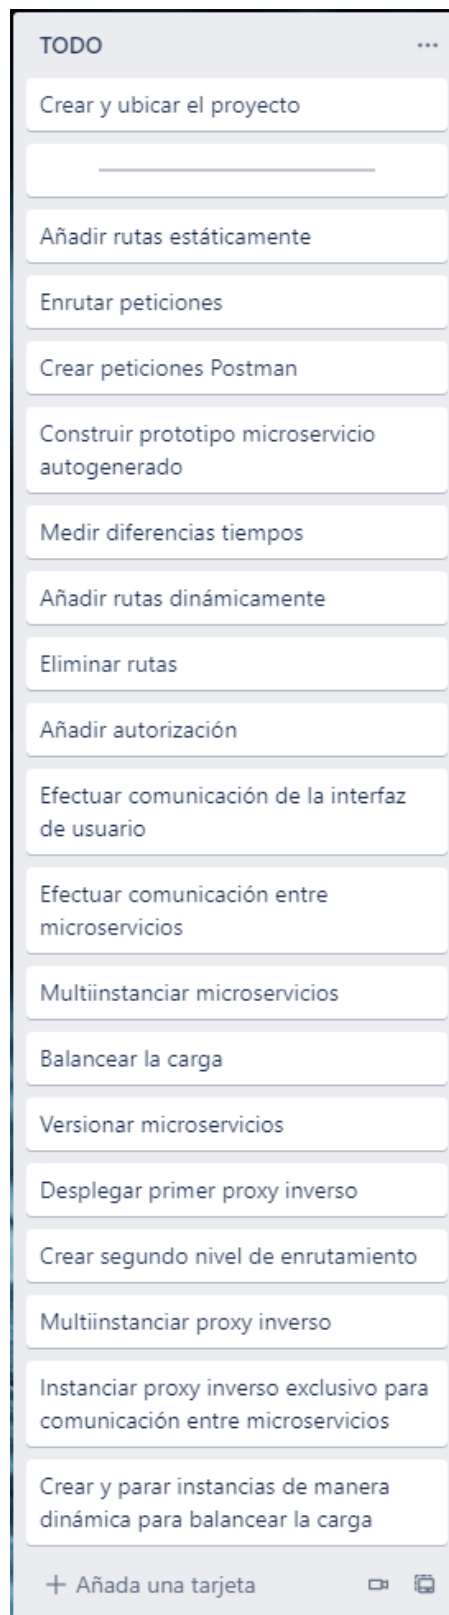 TODO
Crear y ubicar el proyecto
Añadir rutas estáticamente
Enrutar peticiones
Crear peticiones Postman
Construir prototipo microservicio
autogenerado
Medir diferencias tiempos
Añadir rutas dinámicamente
Eliminar rutas
Añadir autorización
Efectuar comunicación de la interfaz
de usuario
Efectuar comunicación entre
microservicios
Multiinstanciar microservicios
Balancear la carga
Versionar microservicios
Desplegar primer proxy inverso
Crear segundo nivel de enrutamiento
Multiinstanciar proxy inverso
Instanciar proxy inverso exclusivo para
comunicación entre microservicios
Crear y parar instancias de manera
dinámica para balancear la carga
+ Añada una tarjeta